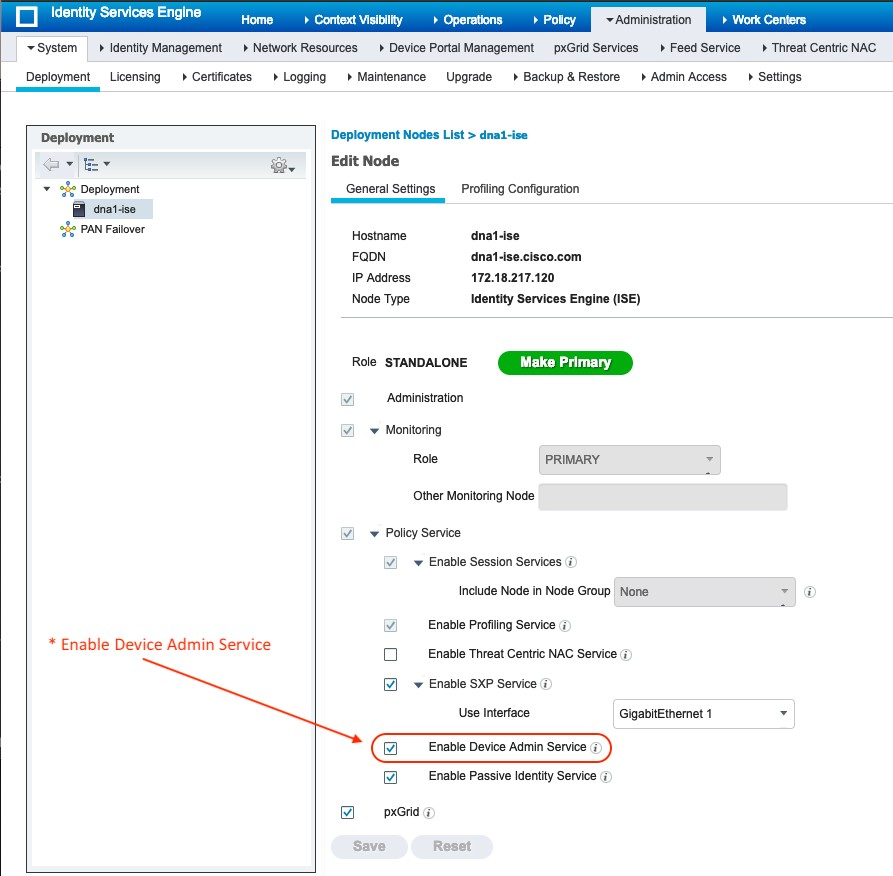 Identity Services Engine
Home Context Visibility Operations Policy Administration Work Centers
System Identity Management Network Resources Device Portal Management pxGrid Services Feed Service Threat Centric NAC
Deployment Licensing Certificates Logging Maintenance Upgrade Backup & Restore Admin Access Settings
Deployment
Deployment
dna1-ise
PAN Failover
Deployment Nodes List > dna1-ise
Edit Node
General Settings Profiling Configuration
Hostname dna1-ise
FQDN dna1-ise.cisco.com
IP Address 172.18.217.120
Node Type Identity Services Engine (ISE)
Role STANDALONE Make Primary
Administration
Monitoring
Role PRIMARY
Other Monitoring Node
Policy Service
Enable Session Services
Include Node in Node Group None
Enable Profiling Service
Enable Threat Centric NAC Service
Enable SXP Service
Use Interface GigabitEthernet 1
* Enable Device Admin Service
Enable Device Admin Service
Enable Passive Identity Service
pxGrid
Save Reset